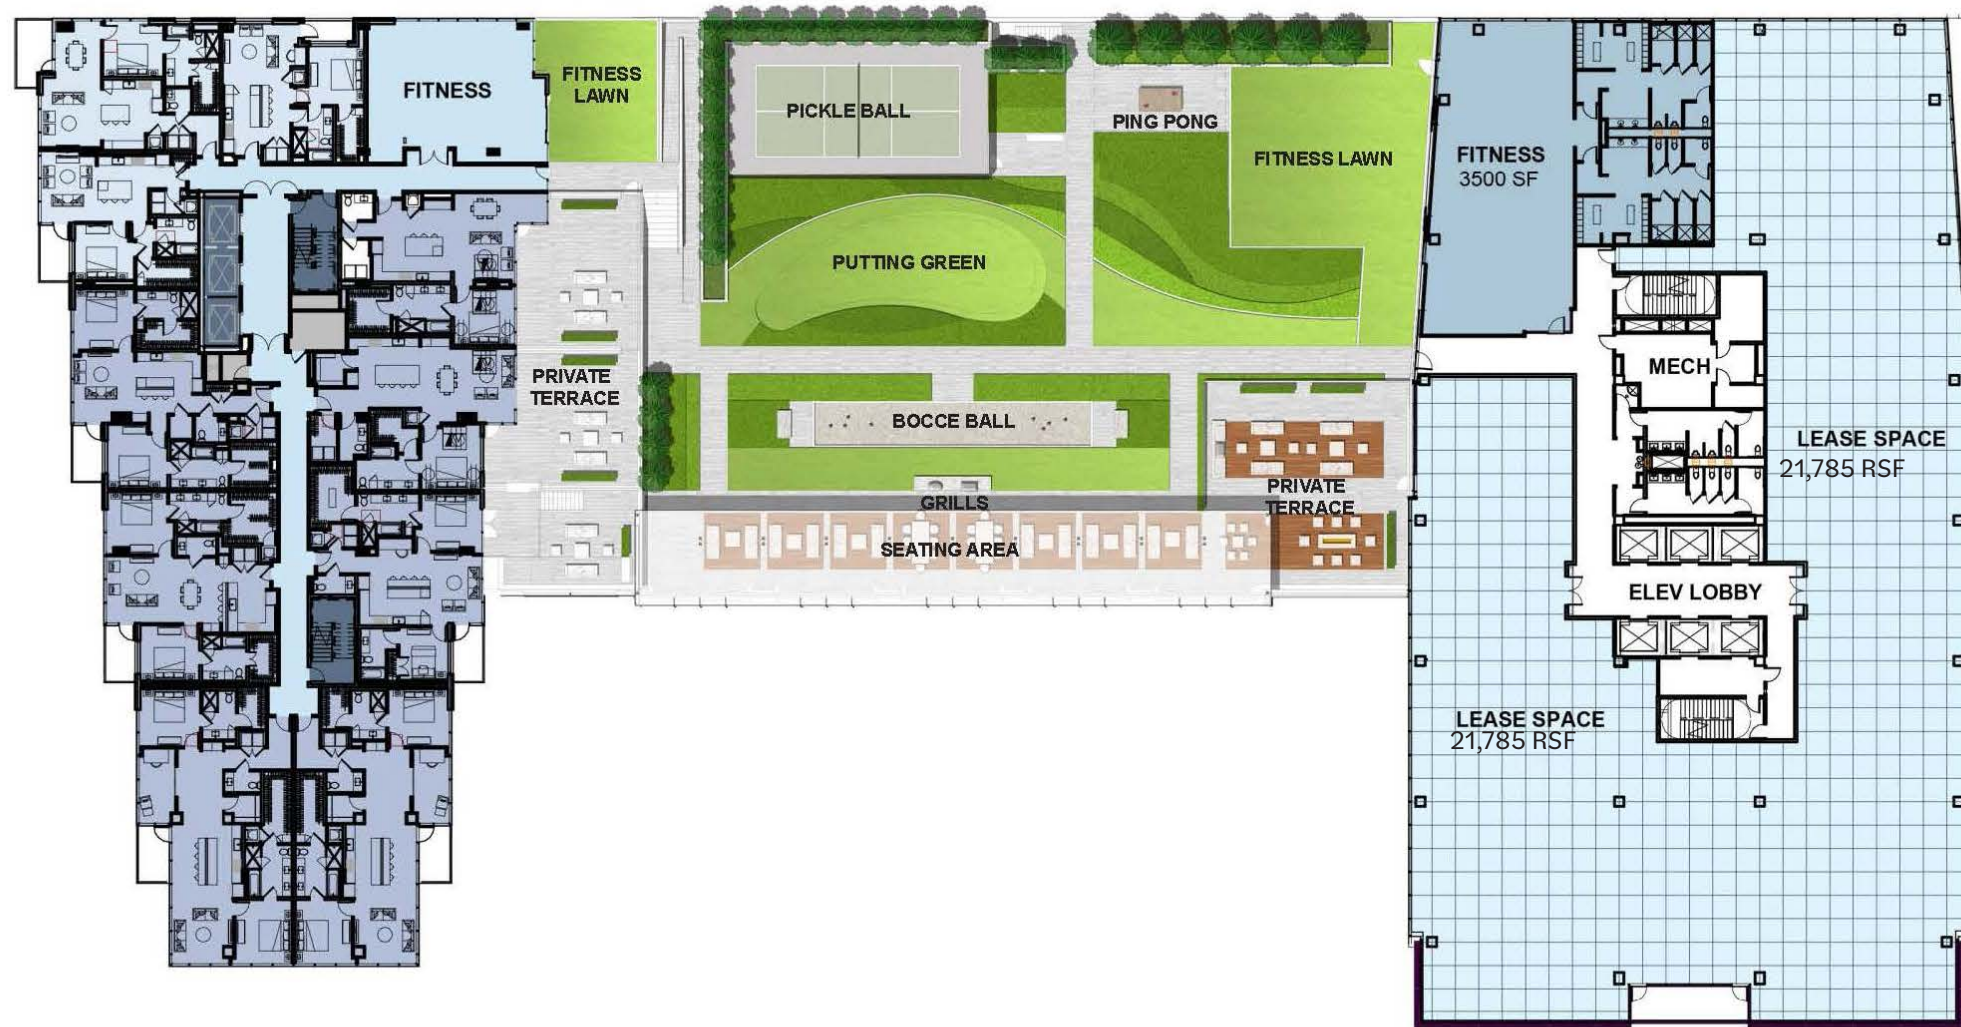 FITNESS
FITNESS
LAWN
PICKLE BALL
PING PONG
FITNESS LAWN
FITNESS
3500 SF
PUTTING GREEN
MECH
PRIVATE
TERRACE
BOCCE BALL
LEASE SPACE
21,785 RSF
GRILLS
PRIVATE
TERRACE
SEATING AREA
ELEV LOBBY
LEASE SPACE
21,785 RSF